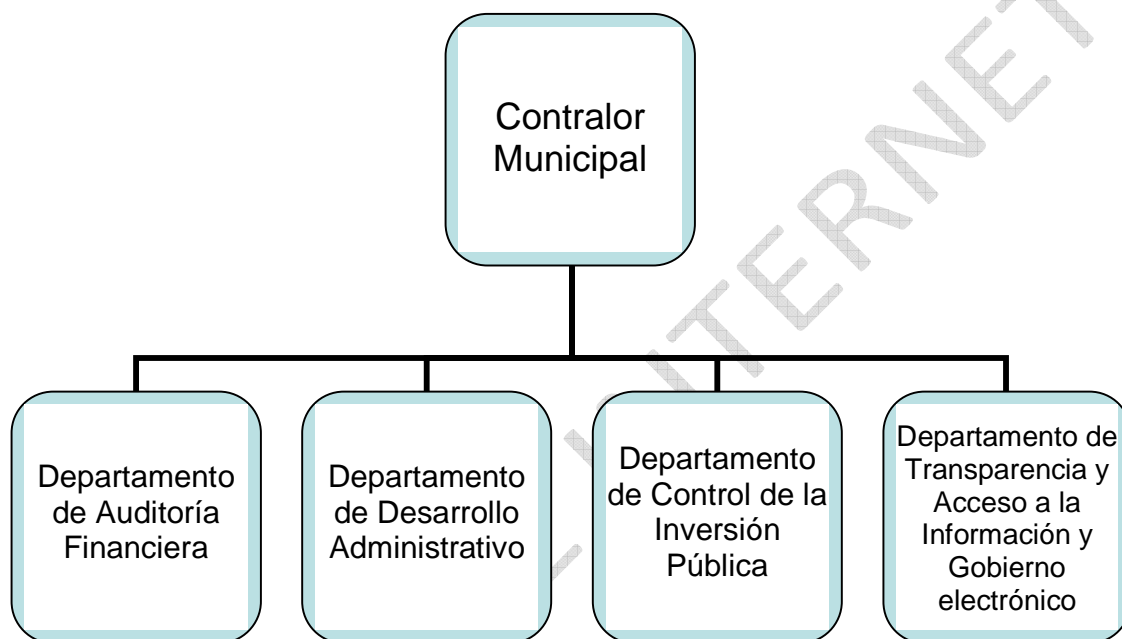 Contralor
Municipal
Departamento
de Auditoría
Financiera
Departamento
de Desarrollo
Administrativo
Departamento
de Control de la
Inversión
Pública
Departamento de
Transparencia y
Acceso a la
Información y
Gobierno
electrónico
ITERNET